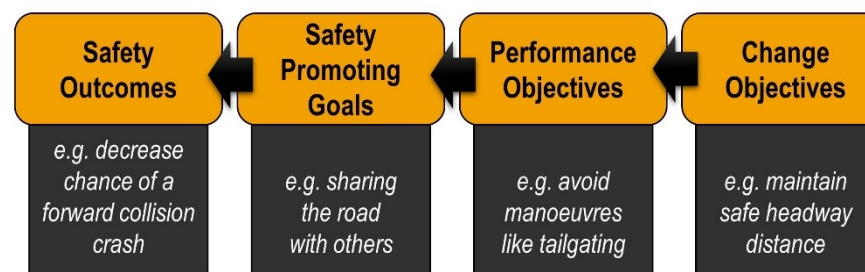 Safety
Outcomes
e.g. decrease
chance of a
forward collision
crash
Safety
Promoting
Goals
e.g. sharing
the road
with others
Performance
Objectives
e.g. avoid
manoeuvres
like tailgating
Change
Objectives
e.g. maintain
safe headway
distance